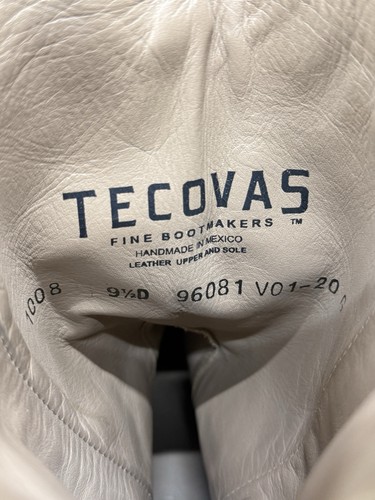 TECOVAS
FINE BOOTMAKERS ™
HANDMADE IN MEXICO
LEATHER UPPER AND SOLE
1008 9½D 96081 V01-20